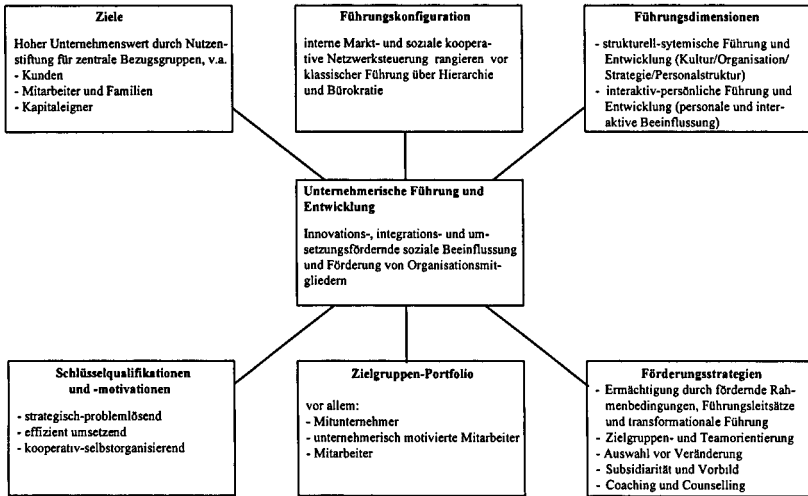 Ziele
Hoher Unternehmenswert durch Nutzen-
stiftung für zentrale Bezugsgruppen, v.a.
- Kunden
- Mitarbeiter und Familien
- Kapitaleigner
Führungskonfiguration
interne Markt- und soziale koopera-
tive Netzwerksteuerung rangieren vor
klassischer Führung über Hierarchie
und Bürokratie
Führungsdimensionen
- strukturell-sytemische Führung und
Entwicklung (Kultur/Organisation/
Strategie/Personalstruktur)
- interaktiv-persönliche Führung und
Entwicklung (personale und inter-
aktive Beeinflussung)
Unternehmerische Führung und
Entwicklung
Innovations-, integrations- und um-
setzungsfördernde soziale Beeinflussung
und Förderung von Organisationsmit-
gliedern
Schlüsselqualifikationen
und -motivationen
- strategisch-problemlösend
- effizient umsetzend
- kooperativ-selbstorganisierend
Zielgruppen-Portfolio
vor allem:
- Mitunternehmer
- unternehmerisch motivierte Mitarbeiter
- Mitarbeiter
Förderungsstrategien
- Ermächtigung durch fördernde Rah-
menbedingungen, Führungsleitsätze
und transformationale Führung
- Zielgruppen- und Teamorientierung
- Auswahl vor Veränderung
- Subsidiarität und Vorbild
- Coaching und Counselling